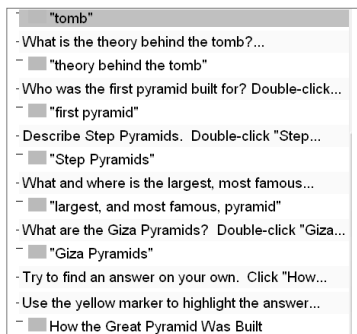 "tomb"
- What is the theory behind the tomb?...
"theory behind the tomb"
- Who was the first pyramid built for? Double-click...
"first pyramid"
- Describe Step Pyramids. Double-click "Step...
"Step Pyramids"
- What and where is the largest, most famous...
"largest, and most famous, pyramid"
- What are the Giza Pyramids? Double-click "Giza...
"Giza Pyramids"
- Try to find an answer on your own. Click "How...
- Use the yellow marker to highlight the answer...
How the Great Pyramid Was Built